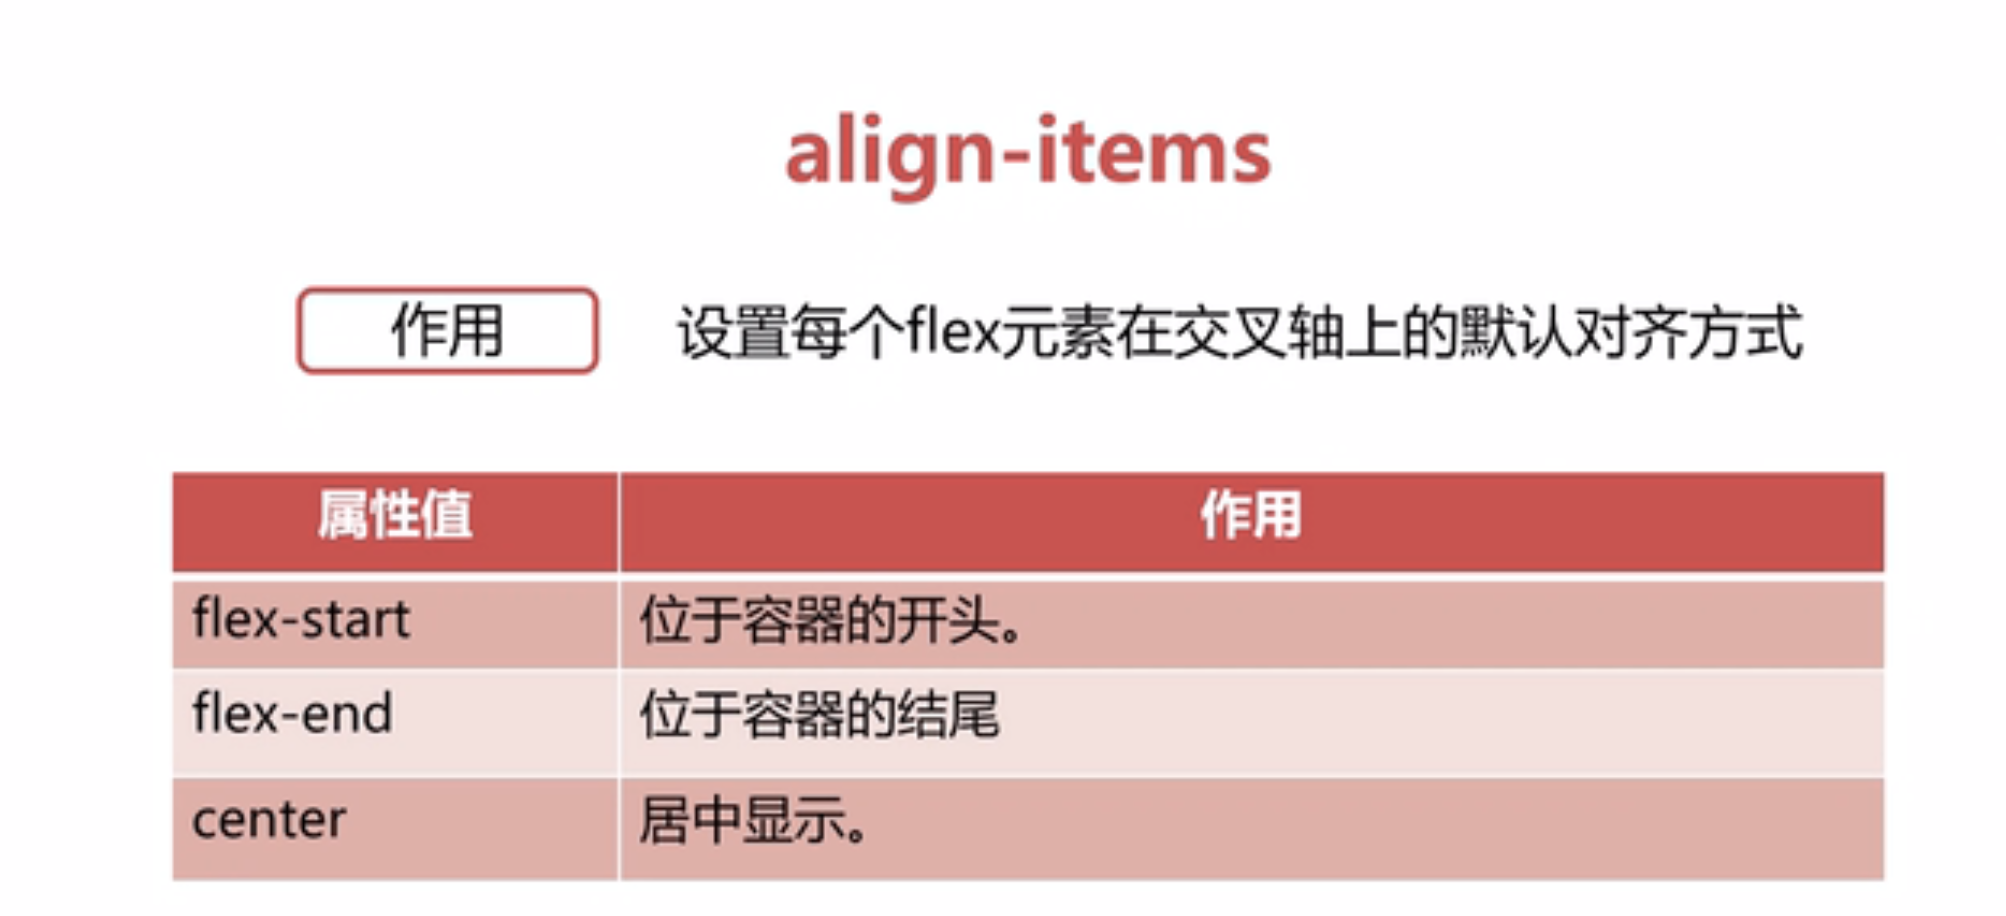 align-items
作用 设置每个flex元素在交叉轴上的默认对齐方式
属性值 作用
flex-start 位于容器的开头。
flex-end 位于容器的结尾
center 居中显示。